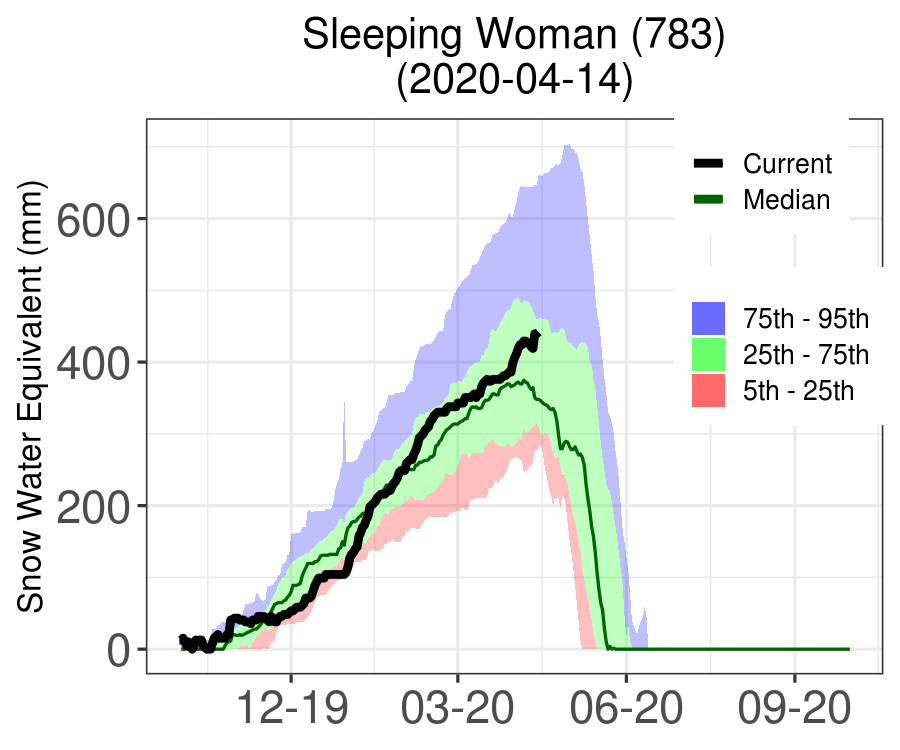 Sleeping Woman (783)
(2020-04-14)
Snow Water Equivalent (mm)
600
400
200
0
12-19
03-20
06-20
09-20
Current
Median
75th - 95th
25th - 75th
5th - 25th